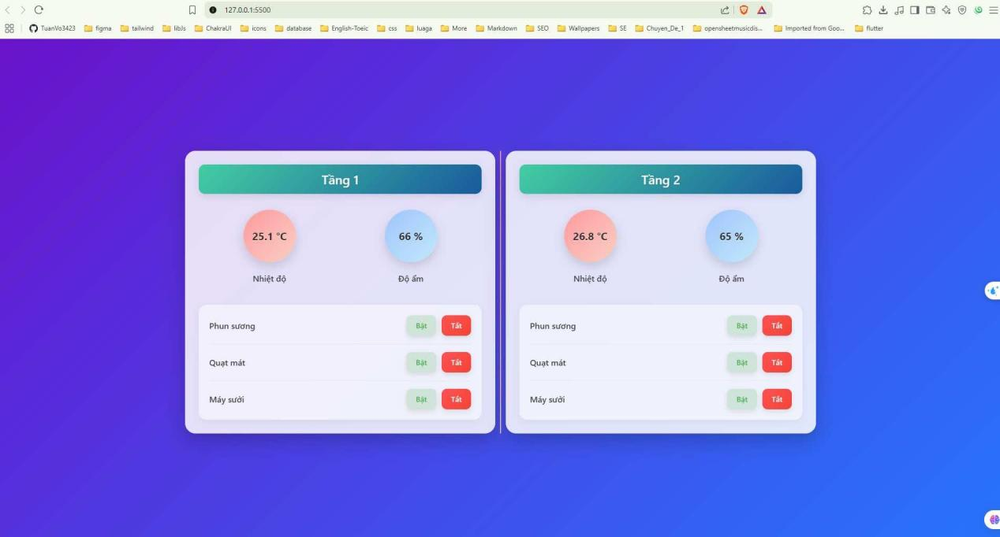 127.0.0.1:5500
TuanVo3423 figma tailwind libJs ChakraUI icons database English-Toeic css luaga More Markdown SEO Wallpapers SE Chuyen_De_1 opensheetmusicdis... Imported from Goo... flutter
Tầng 1
25.1 °C 66 %
Nhiệt độ Độ ẩm
Phun sương Bật Tắt
Quạt mát Bật Tắt
Máy sưởi Bật Tắt
Tầng 2
26.8 °C 65 %
Nhiệt độ Độ ẩm
Phun sương Bật Tắt
Quạt mát Bật Tắt
Máy sưởi Bật Tắt